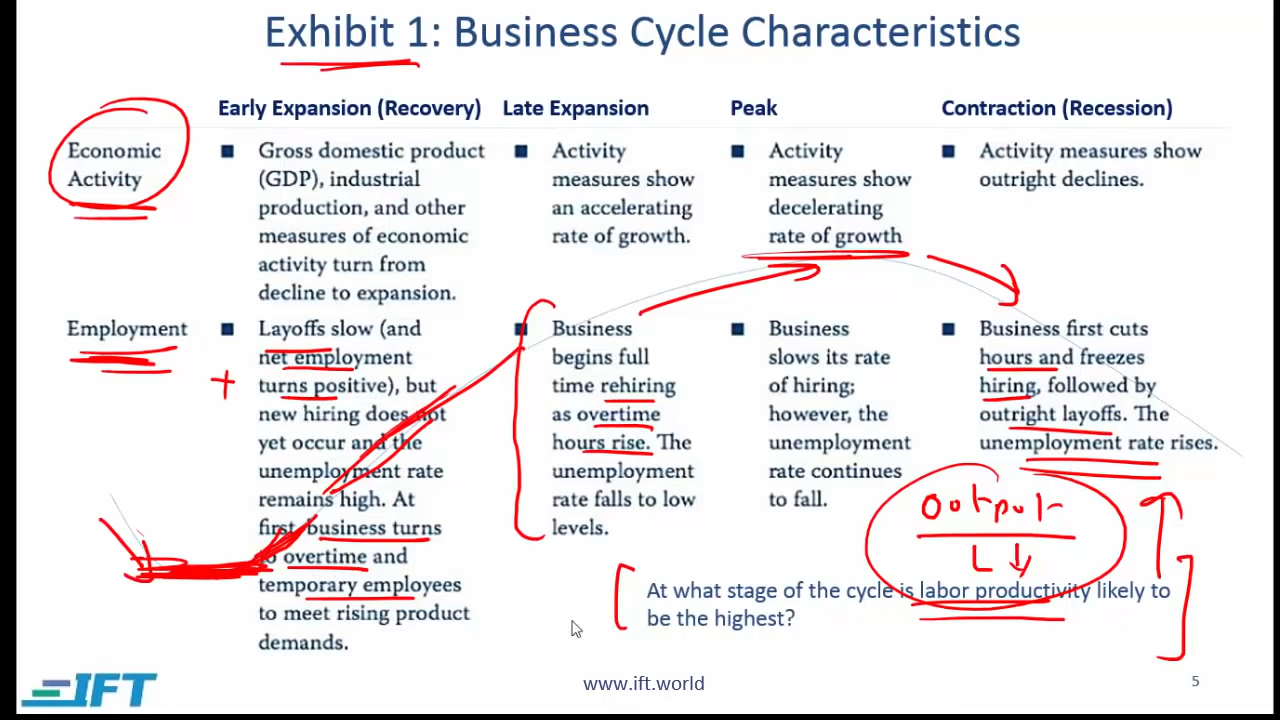 Exhibit 1: Business Cycle Characteristics
Early Expansion (Recovery)
Late Expansion
Peak
Contraction (Recession)
Economic
Activity
Gross domestic product
(GDP), industrial
production, and other
measures of economic
activity turn from
decline to expansion.
Activity
measures show
an accelerating
rate of growth.
Activity
measures show
decelerating
rate of growth
Activity measures show
outright declines.
Employment
+
Layoffs slow (and
net employment
turns positive), but
new hiring does not
yet occur and the
unemployment rate
remains high. At
first, business turns
to overtime and
temporary employees
to meet rising product
demands.
Business
begins full
time rehiring
as overtime
hours rise. The
unemployment
rate falls to low
levels.
Business
slows its rate
of hiring;
however, the
unemployment
rate continues
to fall.
Business first cuts
hours and freezes
hiring, followed by
outright layoffs. The
unemployment rate rises.
Output
L ↓
At what stage of the cycle is labor productivity likely to
be the highest?
IFT
www.ift.world
5